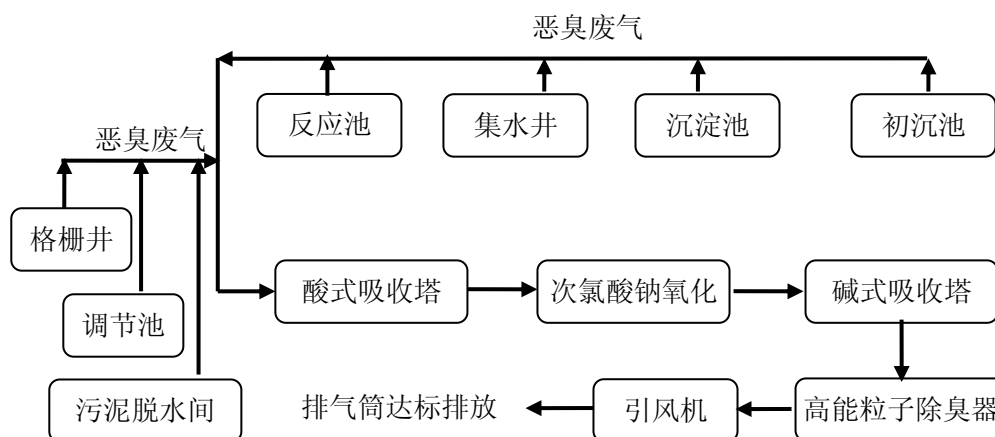 恶臭废气
反应池
集水井
沉淀池
初沉池
恶臭废气
格栅井
调节池
污泥脱水间
酸式吸收塔
次氯酸钠氧化
碱式吸收塔
排气筒达标排放
引风机
高能粒子除臭器